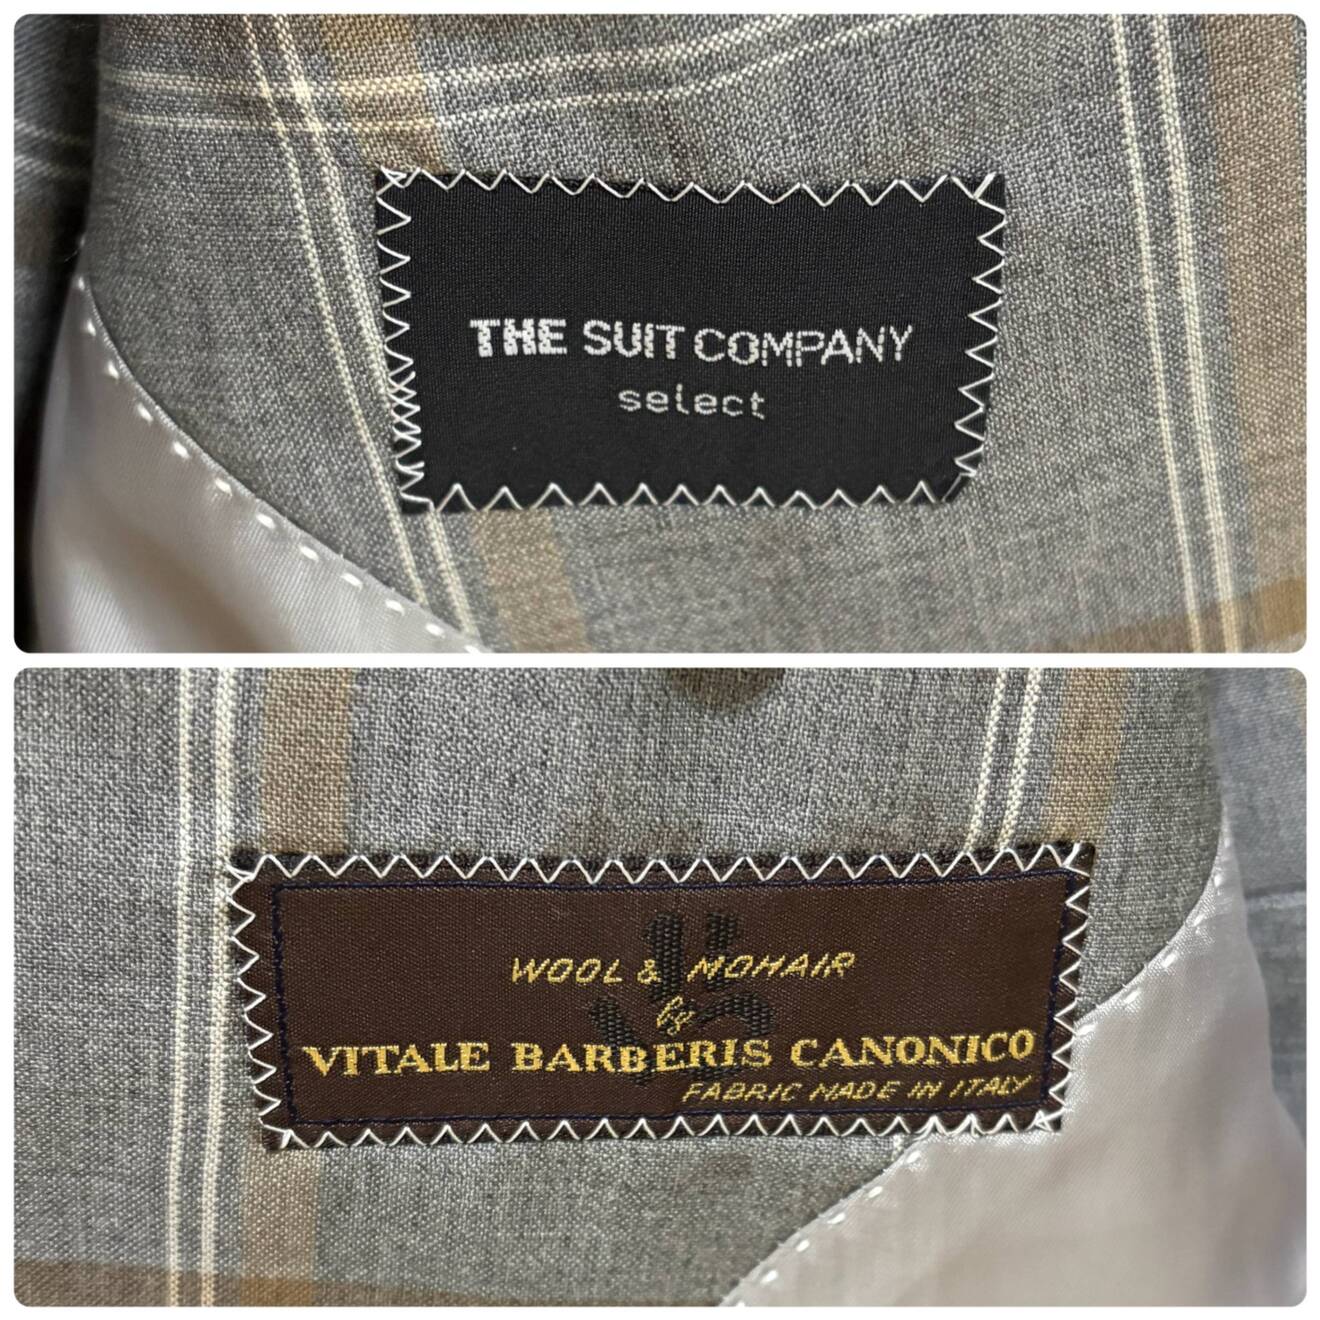 THE SUIT COMPANY
select
WOOL & MOHAIR
by
VITALE BARBERIS CANONICO
FABRIC MADE IN ITALY